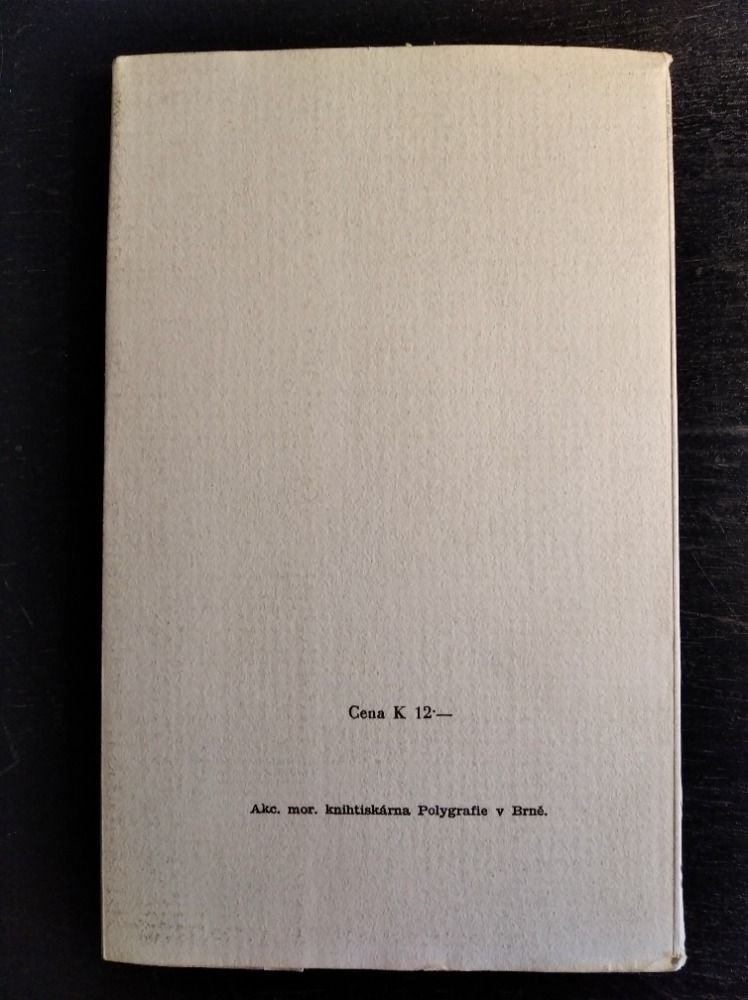 Cena K 12·—
Akc. mor. knihtiskárna Polygrafie v Brně.